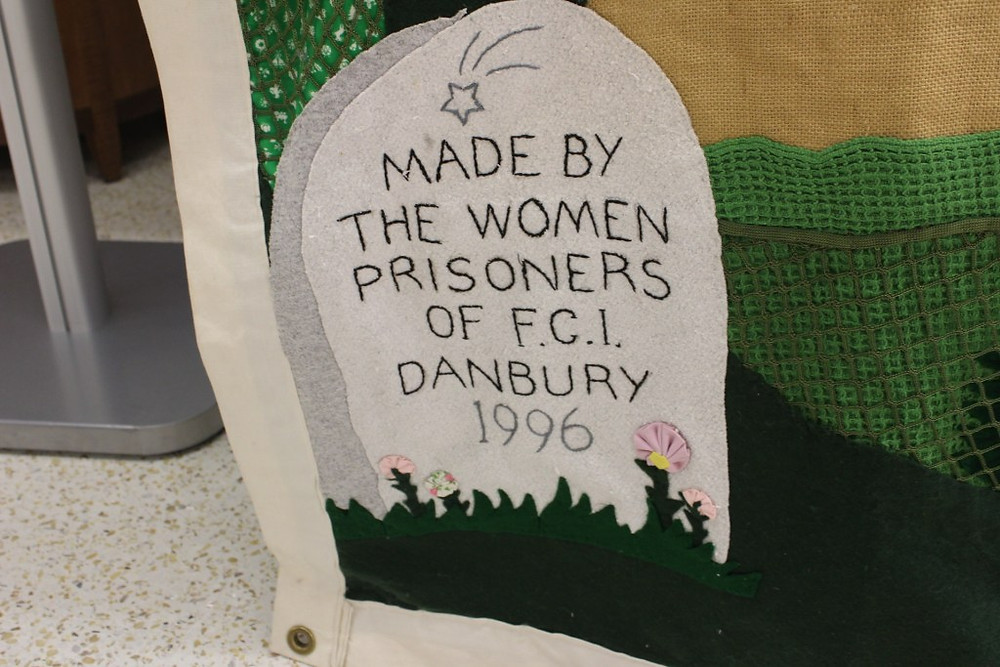 MADE BY
THE WOMEN
PRISONERS
OF F.C.I.
DANBURY
1996